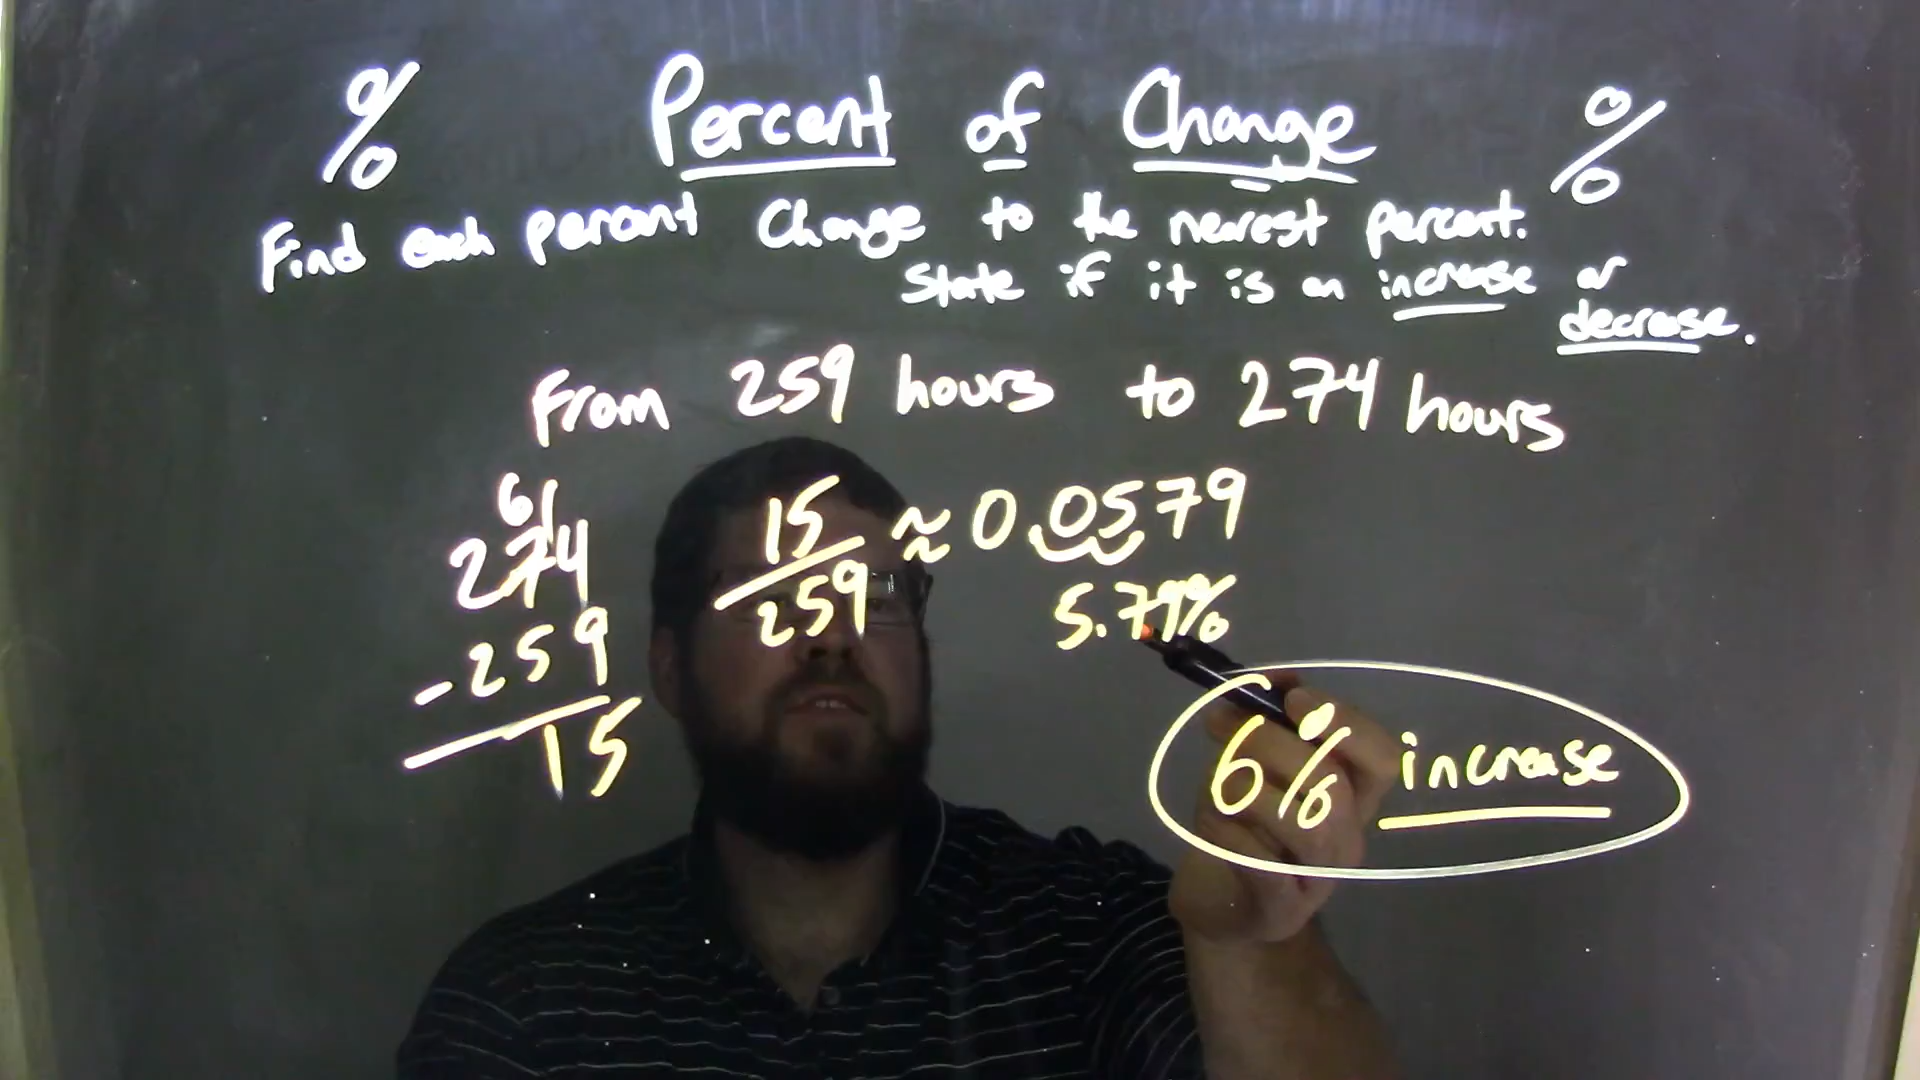 % Percent of Change %
Find each percent Change to the nearest percent.
State if it is an increase or
decrease.
From 259 hours to 274 hours
61
274
-259
15
15
259
≈ 0.0579
5.79%
6% increase